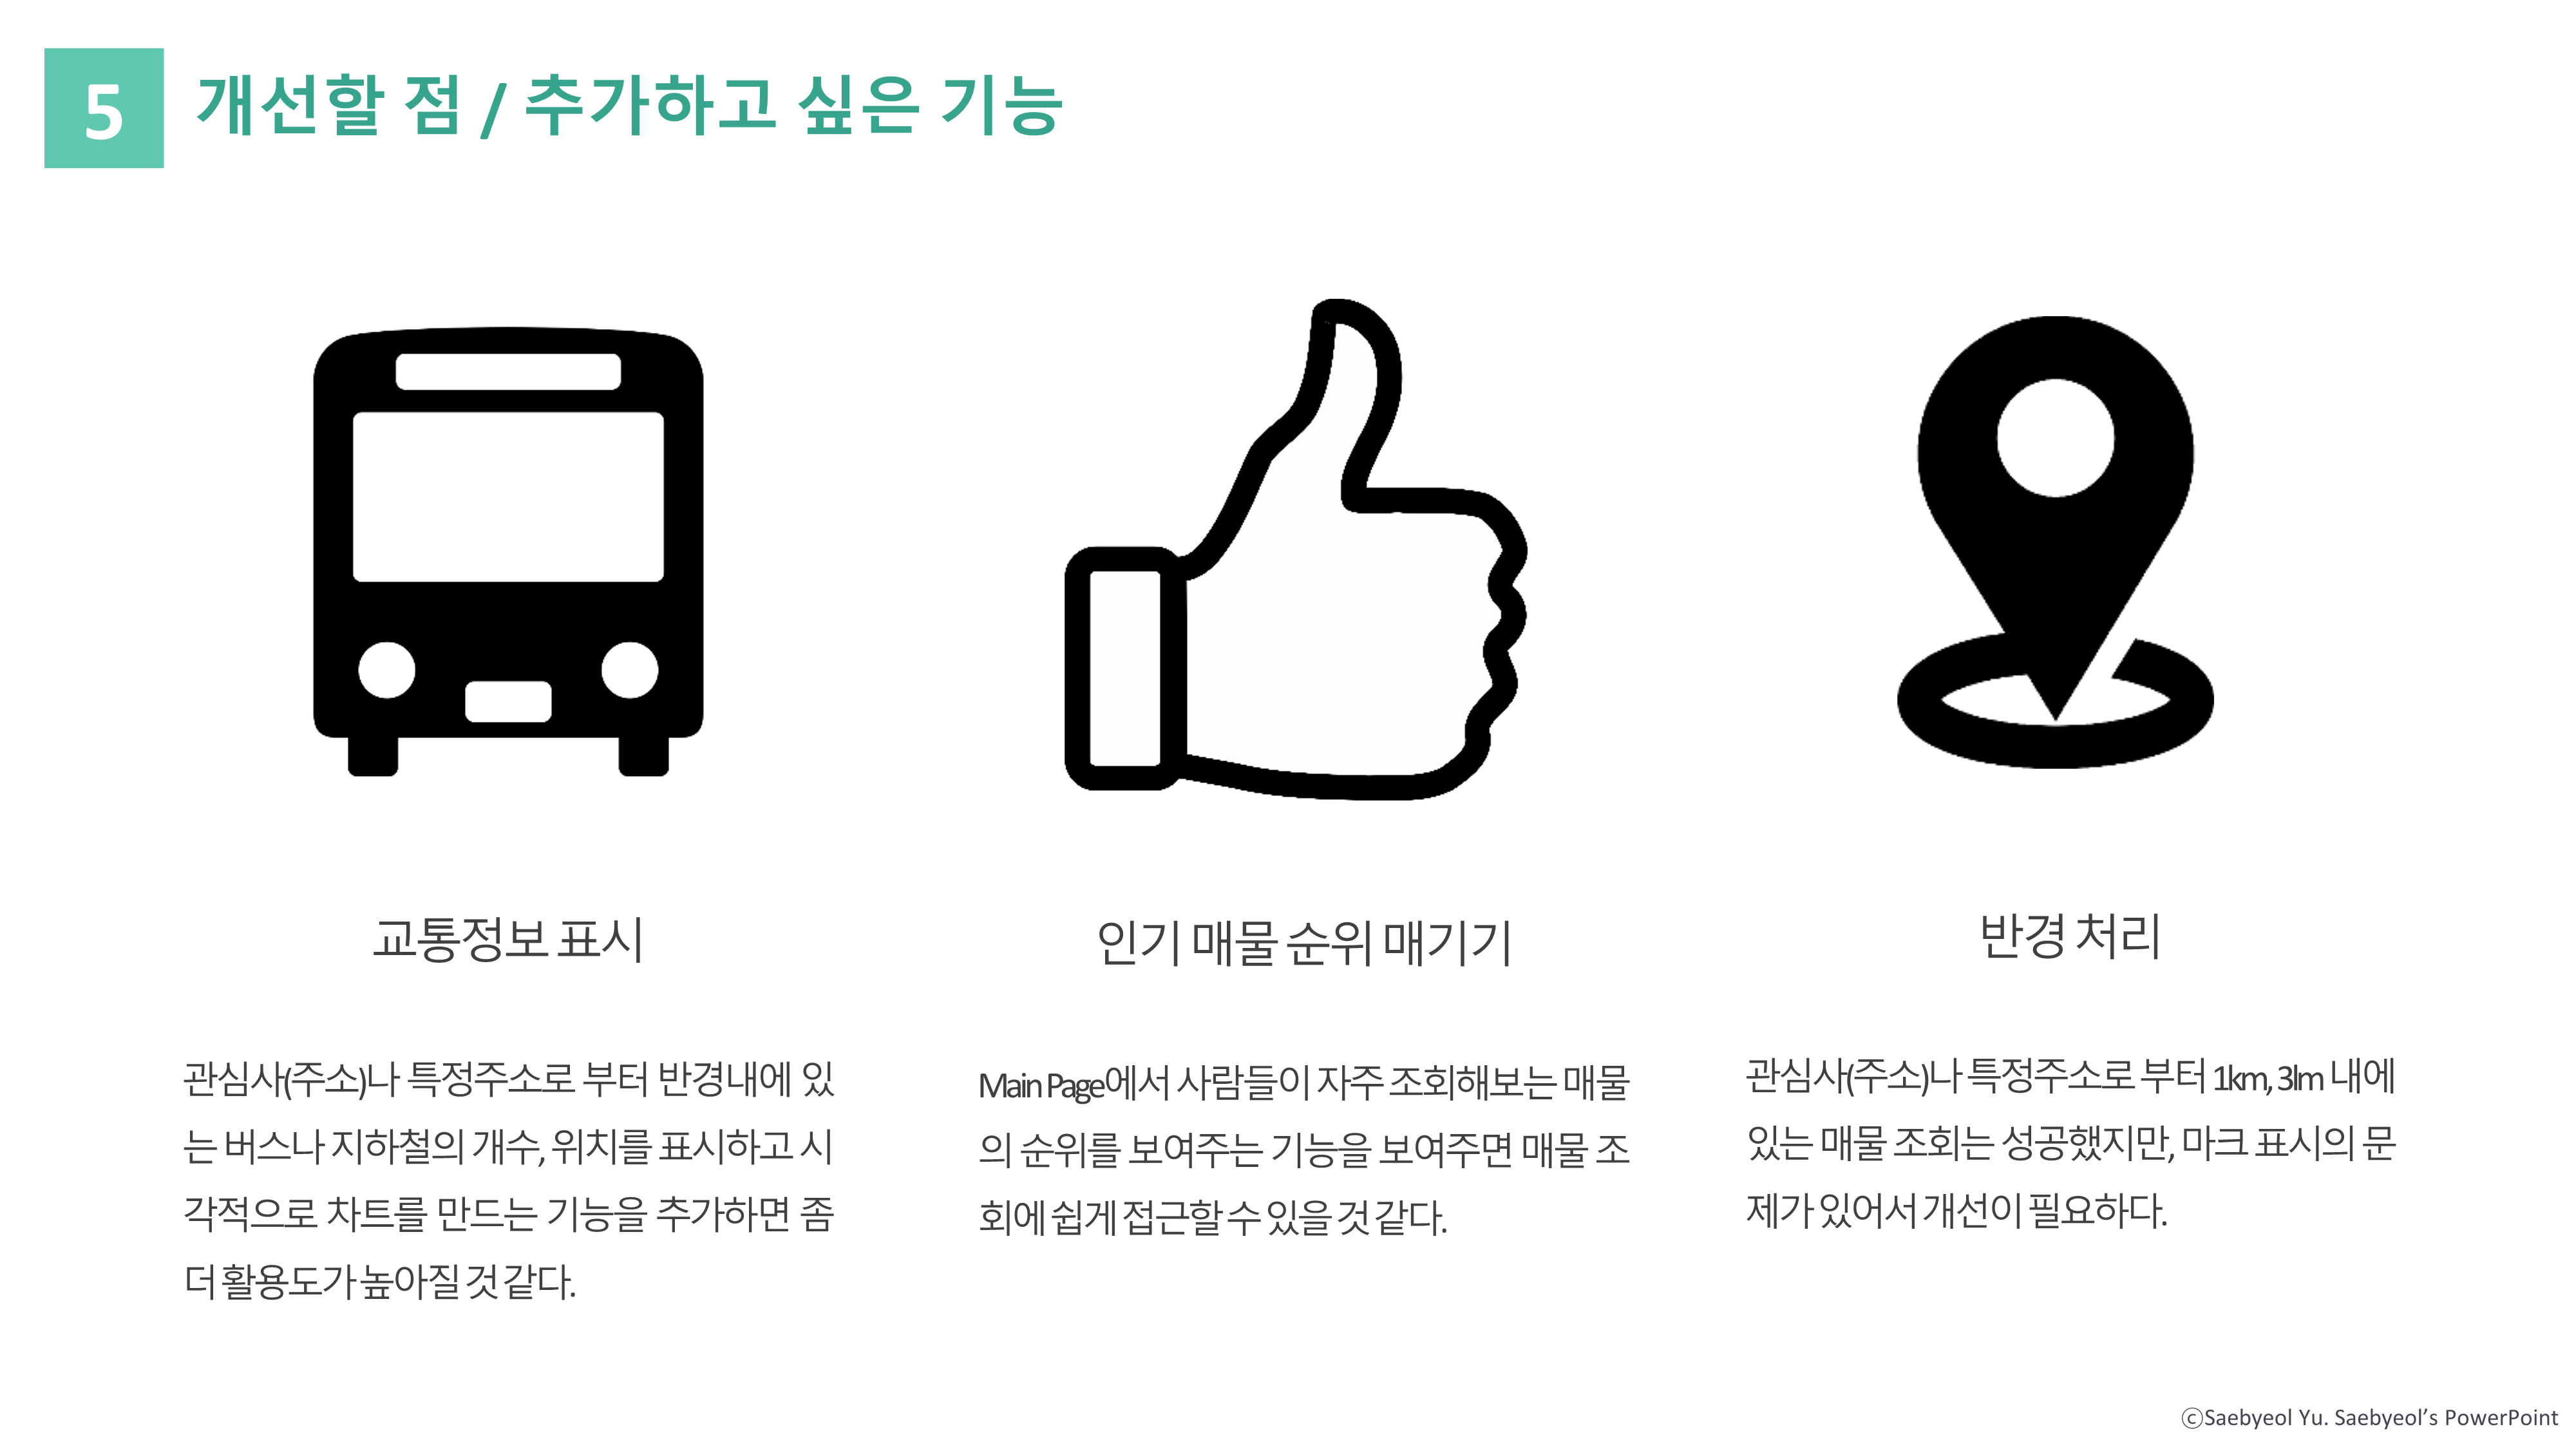 5
개선할 점 / 추가하고 싶은 기능
교통정보 표시
관심사(주소)나 특정주소로 부터 반경내에 있
는 버스나 지하철의 개수, 위치를 표시하고 시
각적으로 차트를 만드는 기능을 추가하면 좀
더 활용도가 높아질 것 같다.
인기 매물 순위 매기기
Main Page에서 사람들이 자주 조회해보는 매물
의 순위를 보여주는 기능을 보여주면 매물 조
회에 쉽게 접근할 수 있을 것 같다.
반경 처리
관심사(주소)나 특정주소로 부터 1km, 3lm 내에
있는 매물 조회는 성공했지만, 마크 표시의 문
제가 있어서 개선이 필요하다.
ⓒSaebyeol Yu. Saebyeol’s PowerPoint